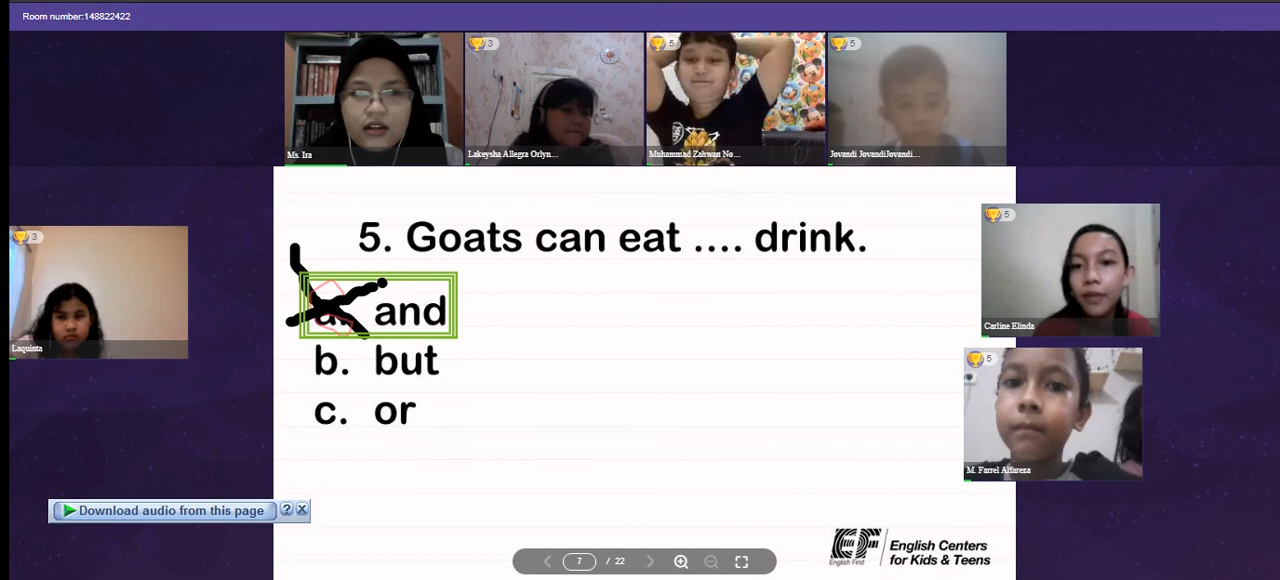 Room number:148822422
3
5
5
Ms. Ira
Lakeysha Allegra Orlyn...
Muhammad Zahwan No...
Jovandi JovandiJovandi...
3
Laquinta
5
Carline Elinda
5
M. Farrel Alfareza
5. Goats can eat .... drink.
a. and
b. but
c. or
Download audio from this page ? X
7 / 22
EF
English First
English Centers
for Kids & Teens